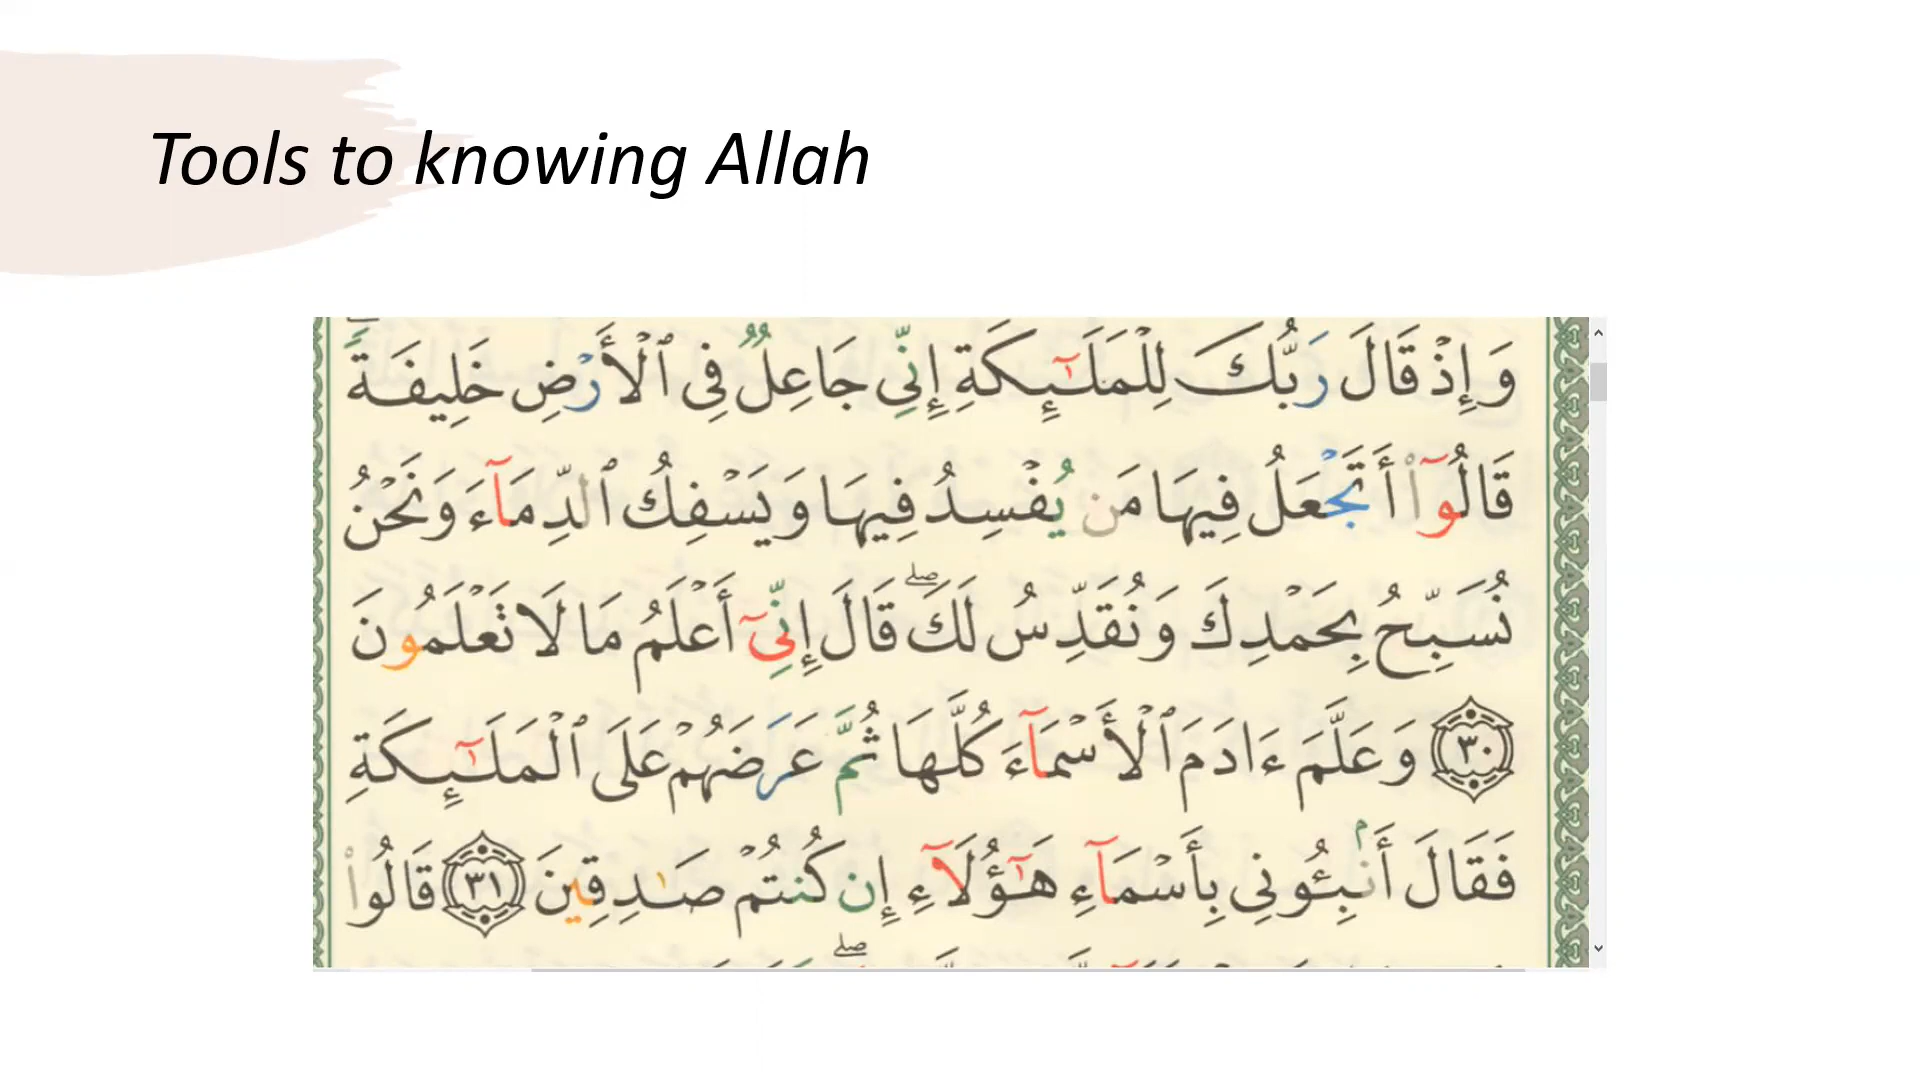 Tools to knowing Allah
وَإِذْ قَالَ رَبُّكَ لِلْمَلَـٰٓئِكَةِ إِنِّى جَاعِلٌ فِى ٱلْأَرْضِ خَلِيفَةً ۖ
قَالُوٓا۟ أَتَجْعَلُ فِيهَا مَن يُفْسِدُ فِيهَا وَيَسْفِكُ ٱلدِّمَآءَ وَنَحْنُ
نُسَبِّحُ بِحَمْدِكَ وَنُقَدِّسُ لَكَ ۖ قَالَ إِنِّىٓ أَعْلَمُ مَا لَا تَعْلَمُونَ
٣٠ وَعَلَّمَ ءَادَمَ ٱلْأَسْمَآءَ كُلَّهَا ثُمَّ عَرَضَهُمْ عَلَى ٱلْمَلَـٰٓئِكَةِ
فَقَالَ أَنۢبِـُٔونِى بِأَسْمَآءِ هَـٰٓؤُلَآءِ إِن كُنتُمْ صَـٰدِقِينَ ٣١ قَالُوا۟